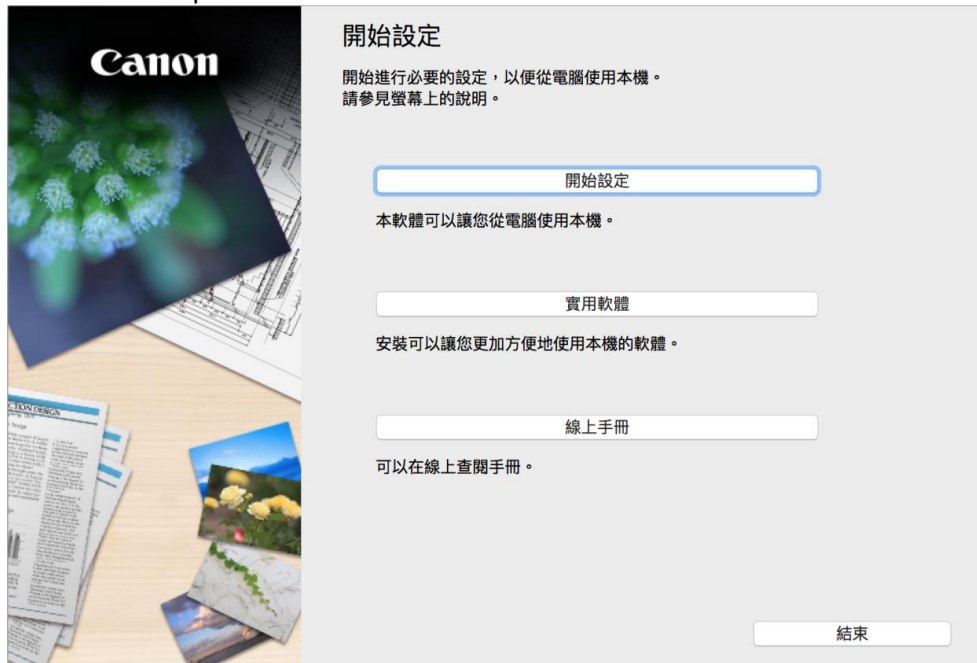 Canon
開始設定
開始進行必要的設定，以便從電腦使用本機。
請參見螢幕上的說明。
開始設定
本軟體可以讓您從電腦使用本機。
實用軟體
安裝可以讓您更加方便地使用本機的軟體。
線上手冊
可以在線上查閱手冊。
CTION DESIGN
結束